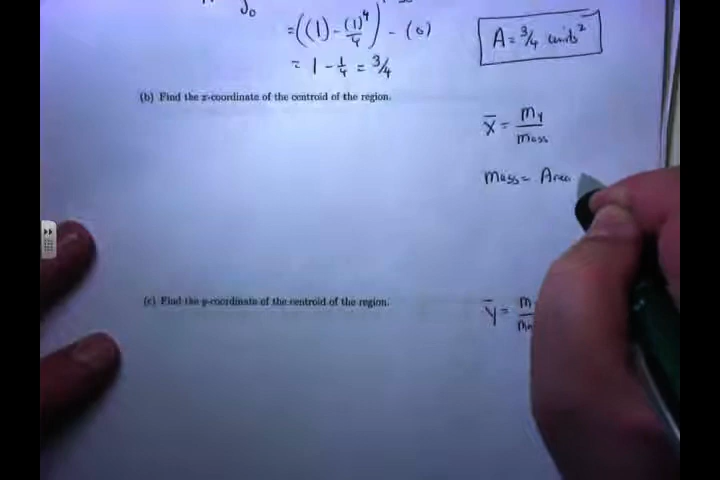 = ((1) - (1)⁴/4) - (0)
A = 3/4 units²
= 1 - 1/4 = 3/4
(b) Find the x-coordinate of the centroid of the region.
x̄ = My/mass
mass = Area
(c) Find the y-coordinate of the centroid of the region.
ȳ = m